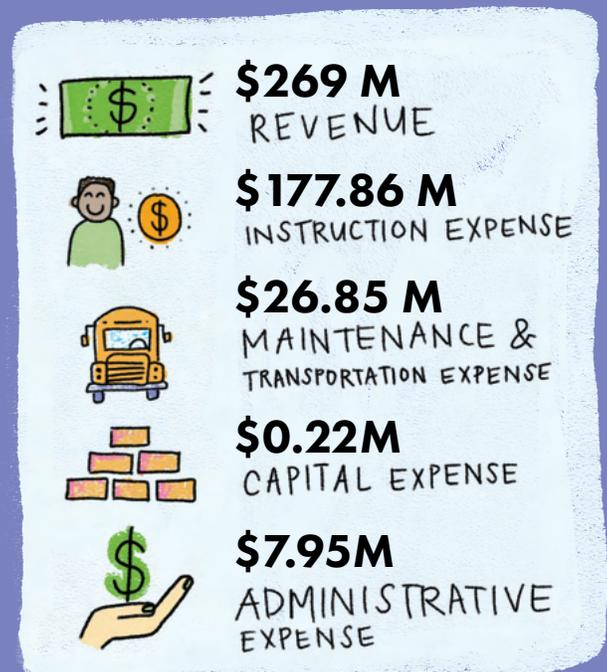 $269 M
REVENUE
$177.86 M
INSTRUCTION EXPENSE
$26.85 M
MAINTENANCE &
TRANSPORTATION EXPENSE
$0.22M
CAPITAL EXPENSE
$7.95M
ADMINISTRATIVE
EXPENSE